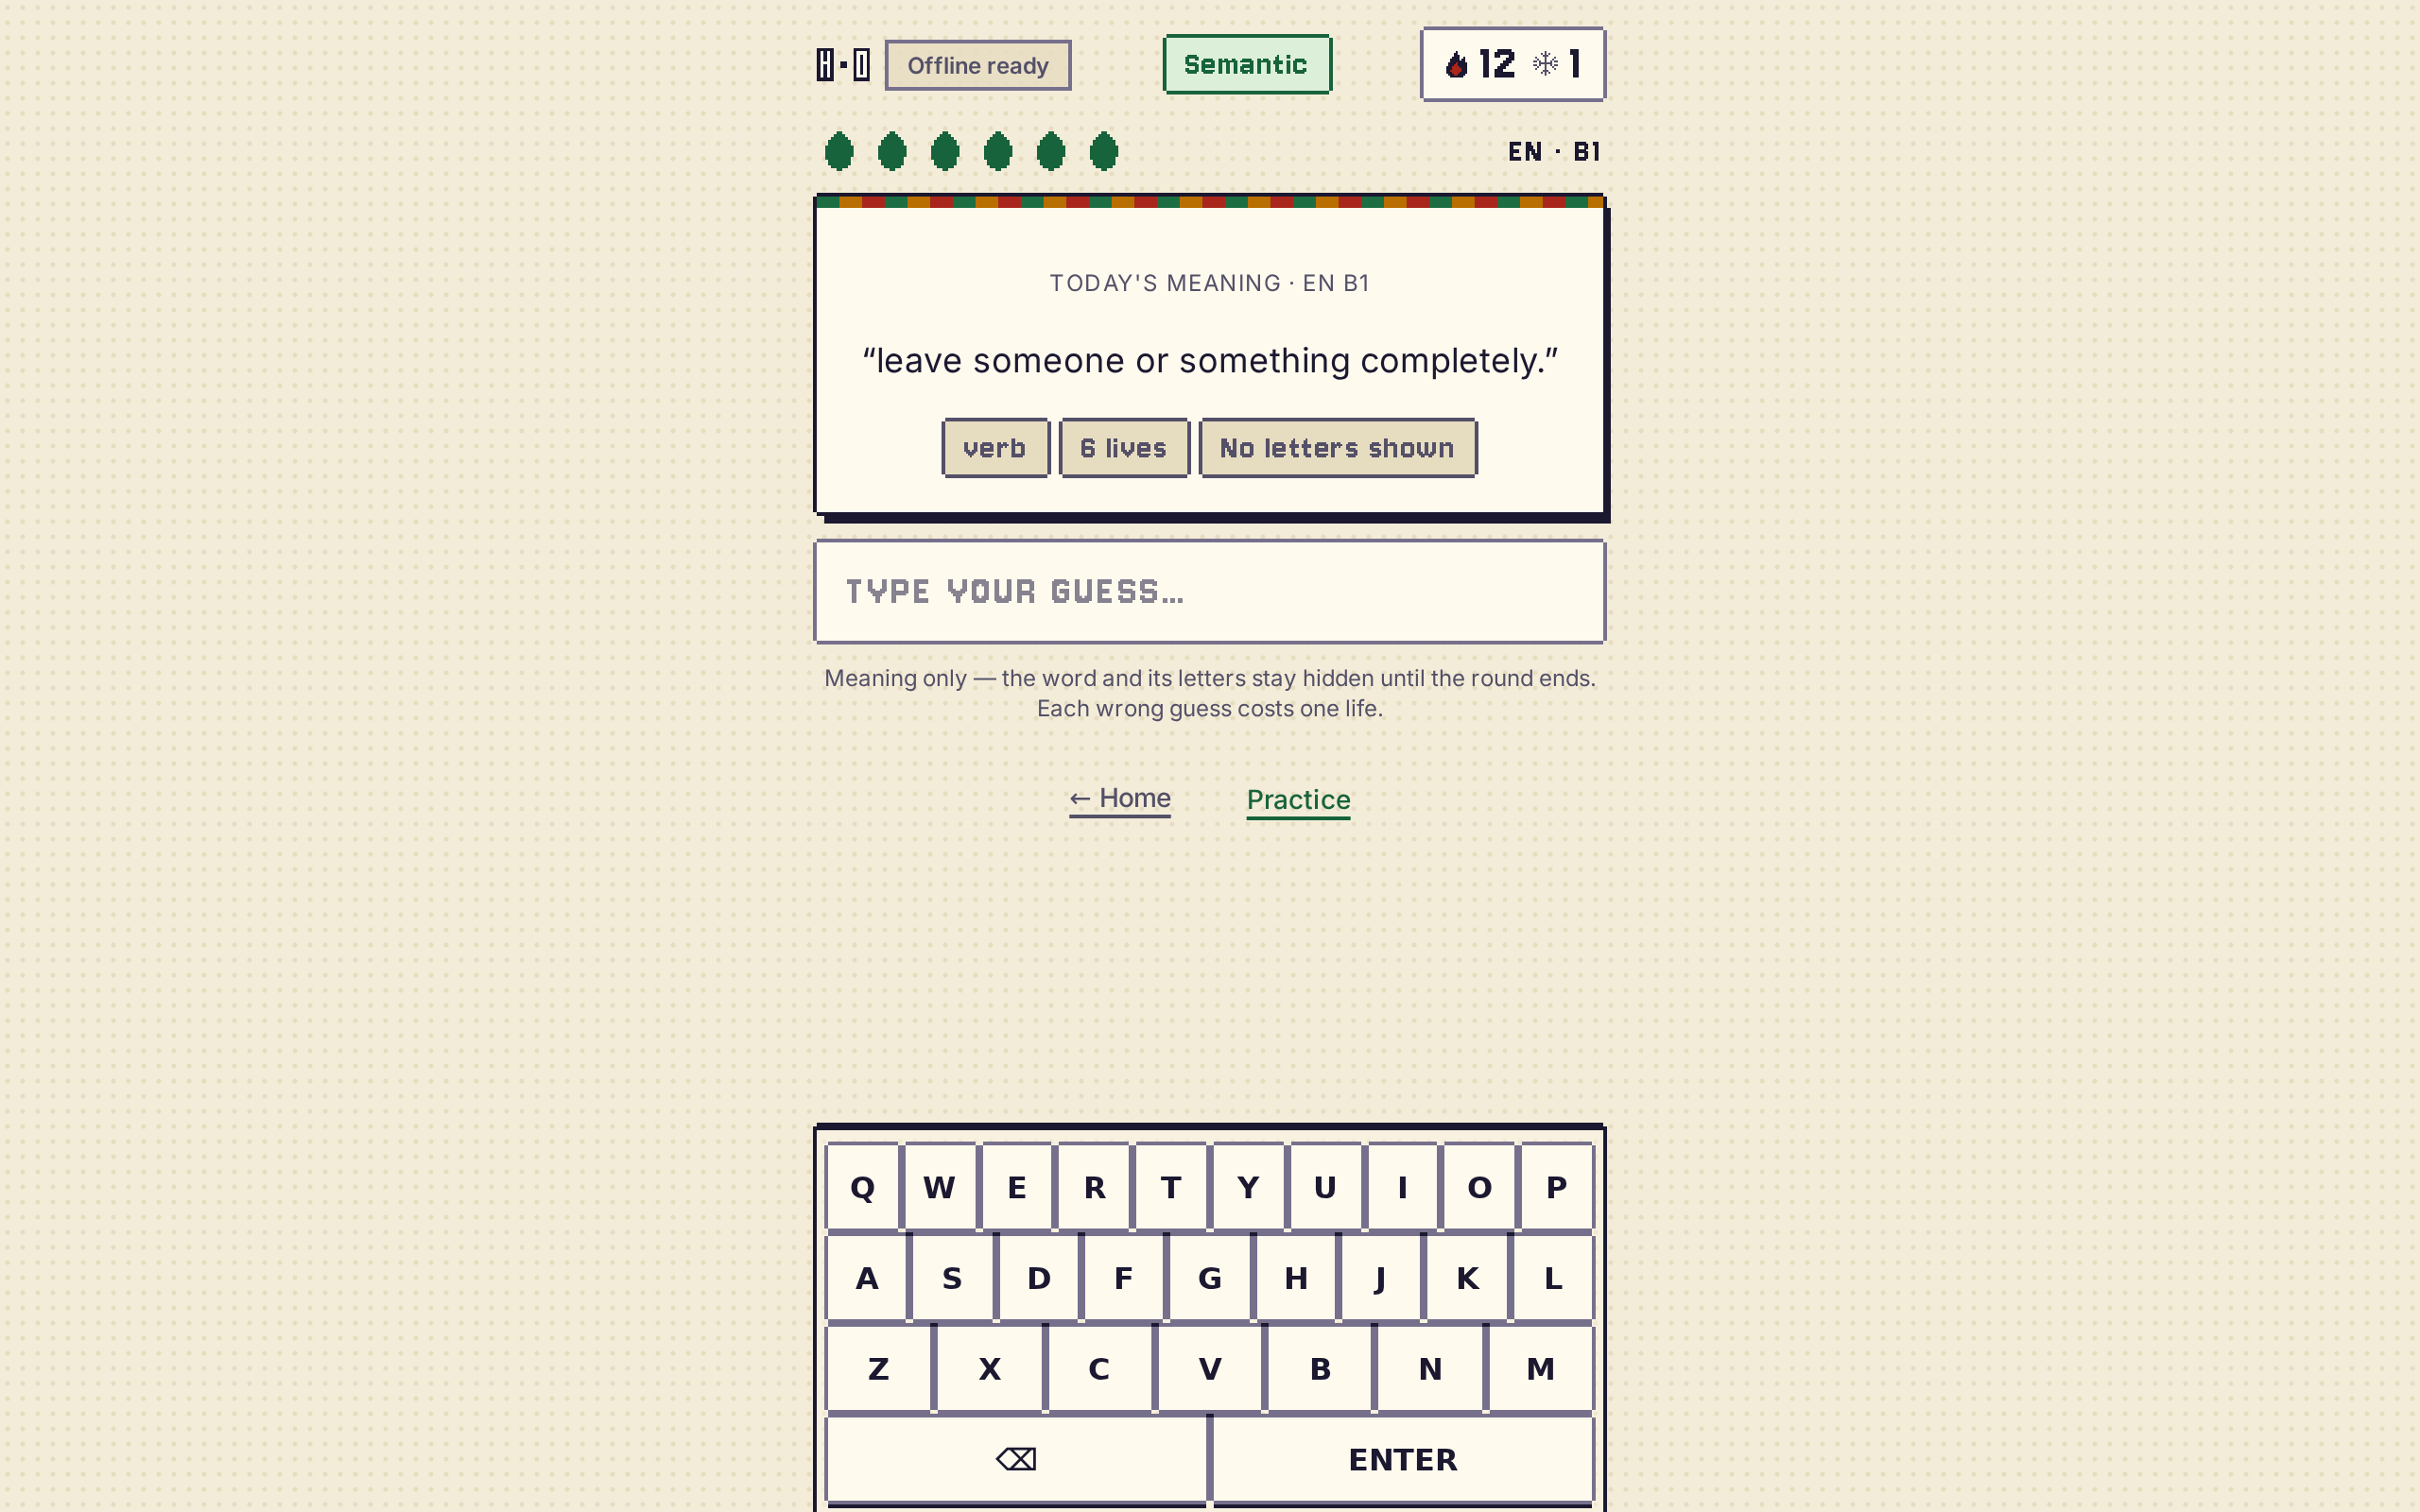 H·I Offline ready Semantic 12 1
EN · B1
TODAY'S MEANING · EN B1
“leave someone or something completely.”
verb 6 lives No letters shown
TYPE YOUR GUESS…
Meaning only — the word and its letters stay hidden until the round ends.
Each wrong guess costs one life.
← Home Practice
Q W E R T Y U I O P
A S D F G H J K L
Z X C V B N M
⌫ ENTER